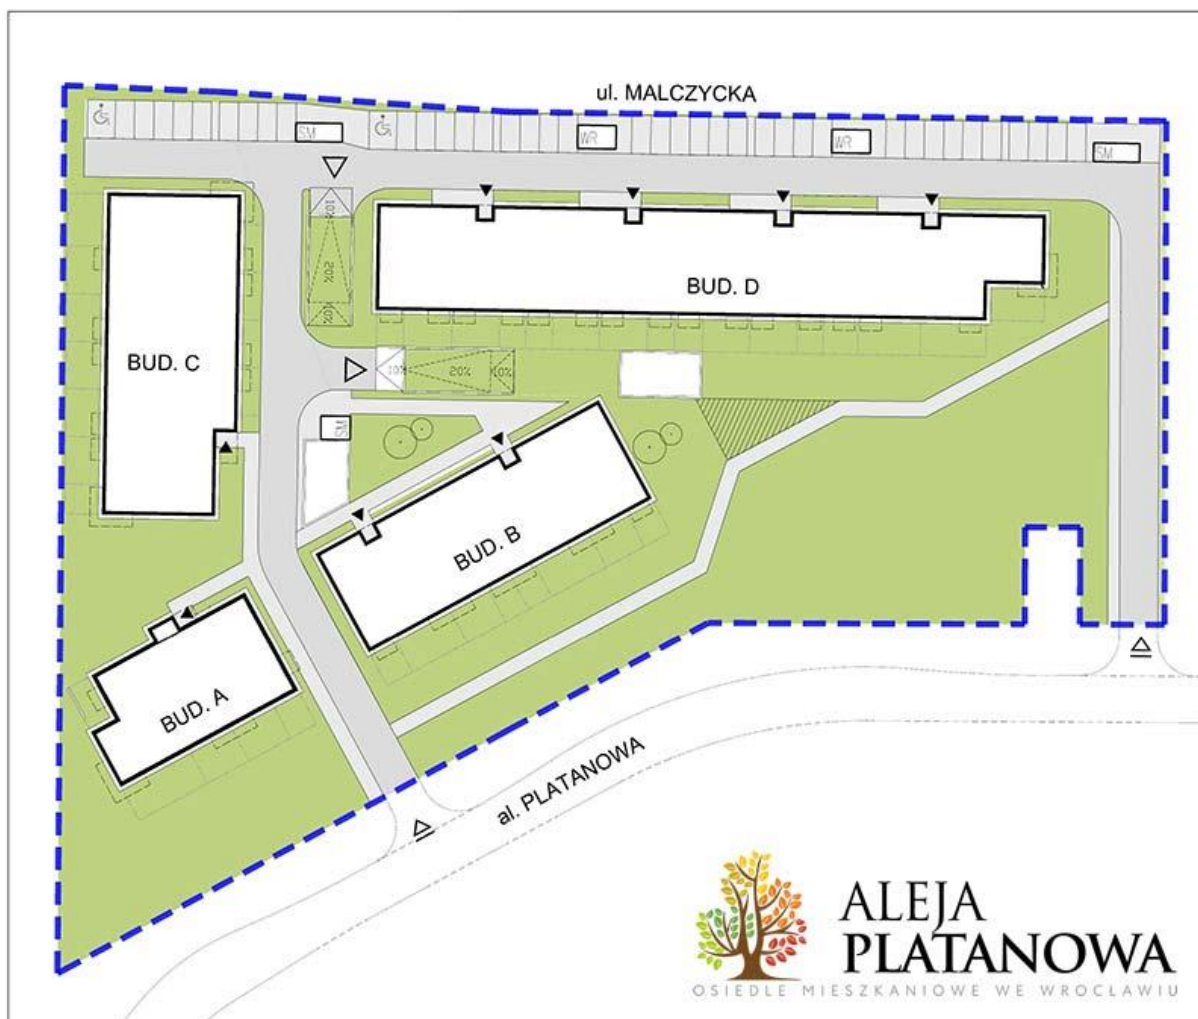 ul. MALCZYCKA
SM
WR
WR
SM
10%
20%
10%
BUD. D
BUD. C
10%
20%
10%
SM
BUD. B
BUD. A
al. PLATANOWA
ALEJA
PLATANOWA
OSIEDLE MIESZKANIOWE WE WROCŁAWIU